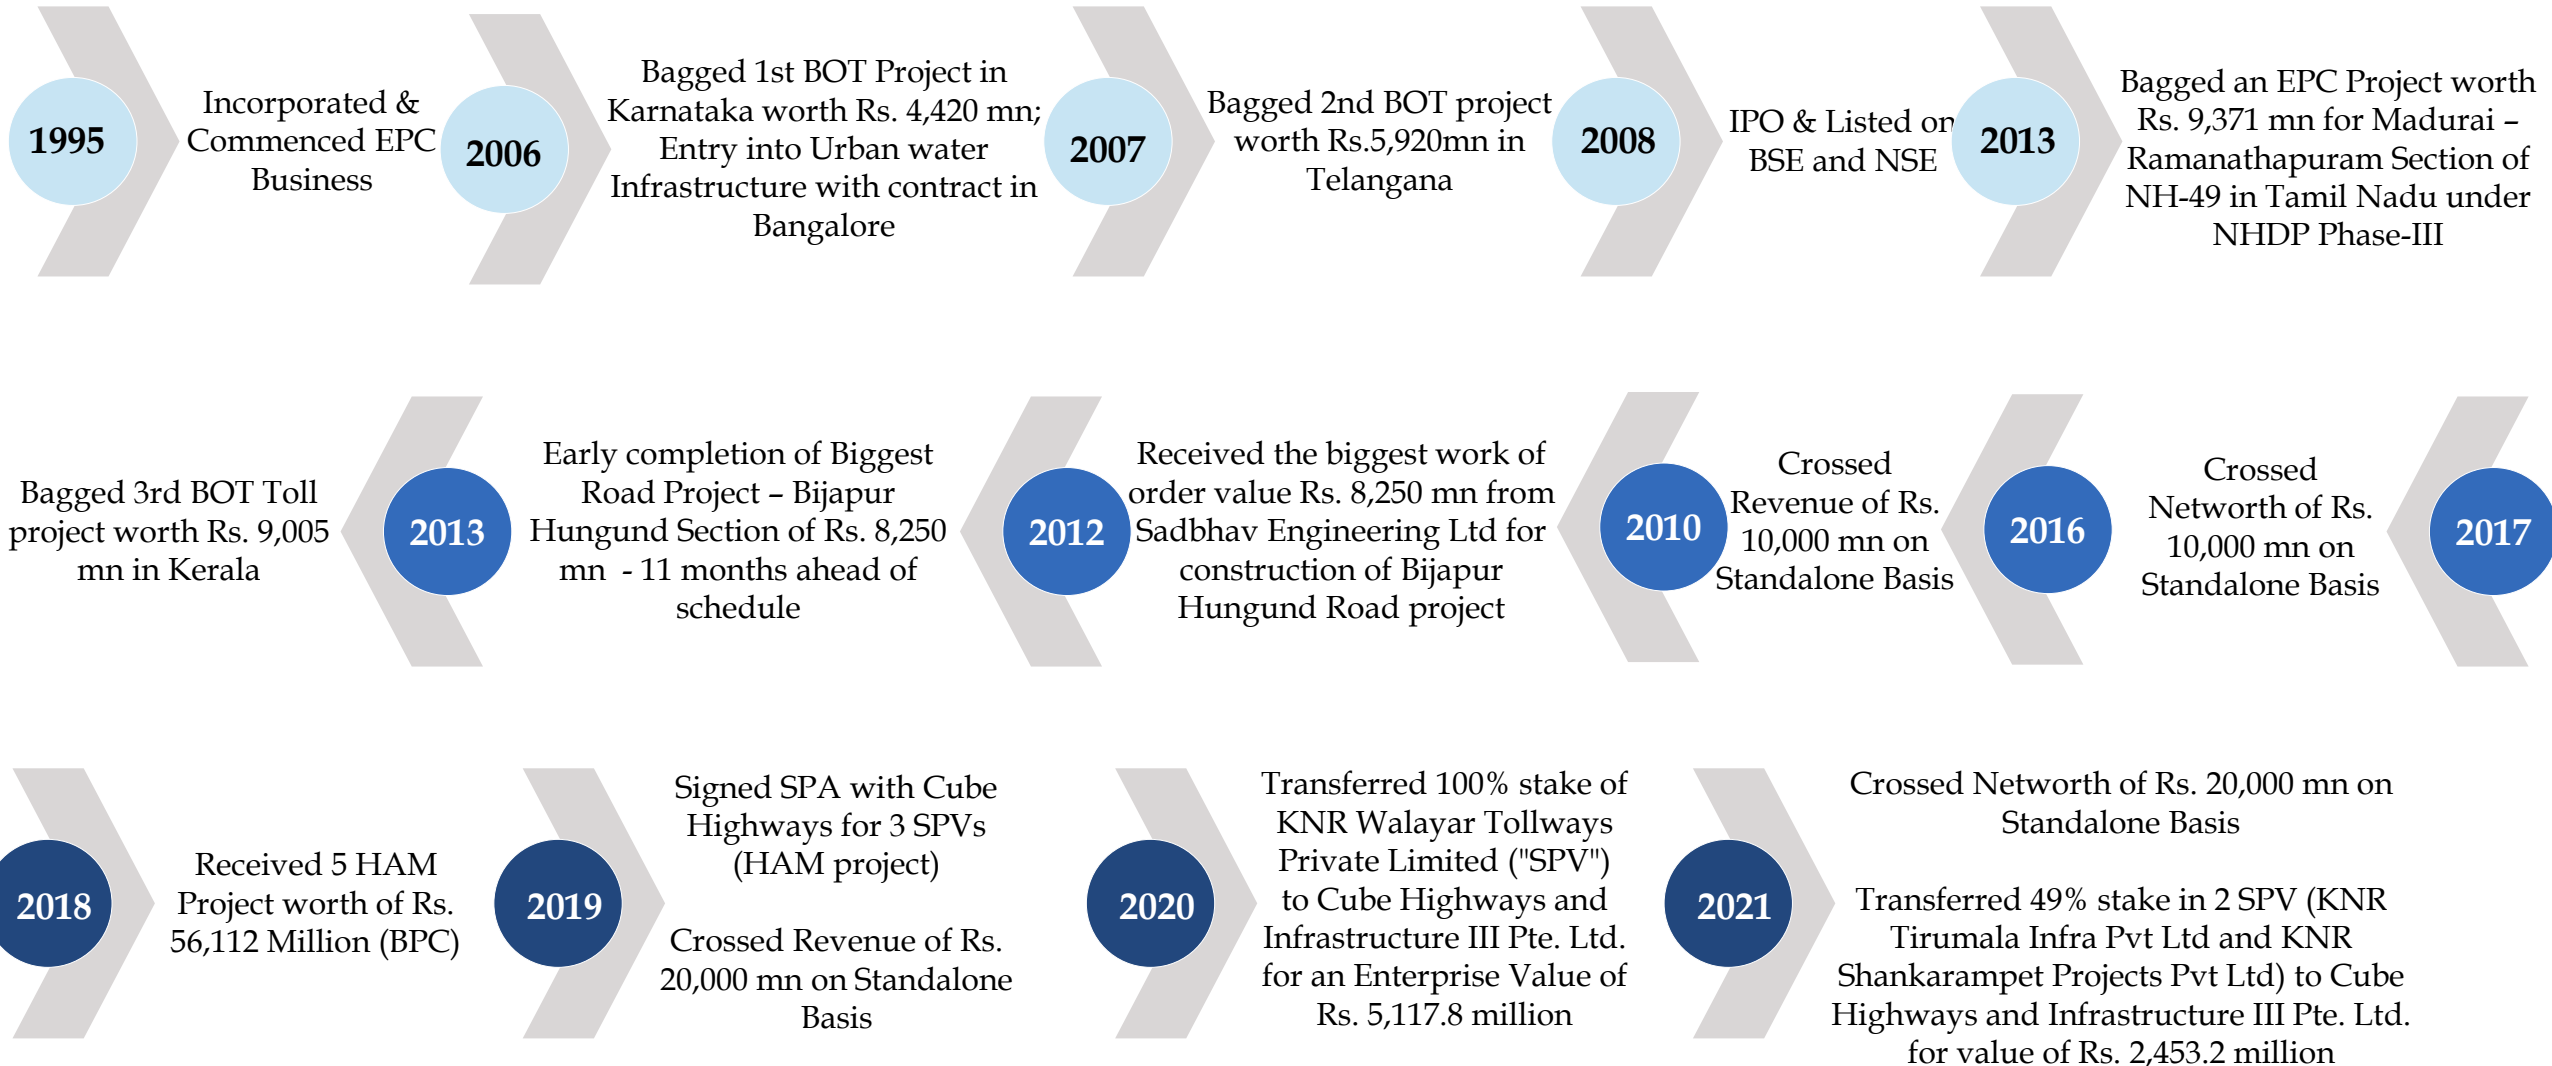 1995
Incorporated &
Commenced EPC
Business
2006
Bagged 1st BOT Project in
Karnataka worth Rs. 4,420 mn;
Entry into Urban water
Infrastructure with contract in
Bangalore
2007
Bagged 2nd BOT project
worth Rs.5,920mn in
Telangana
2008
IPO & Listed on
BSE and NSE
2013
Bagged an EPC Project worth
Rs. 9,371 mn for Madurai –
Ramanathapuram Section of
NH-49 in Tamil Nadu under
NHDP Phase-III
Bagged 3rd BOT Toll
project worth Rs. 9,005
mn in Kerala
2013
Early completion of Biggest
Road Project – Bijapur
Hungund Section of Rs. 8,250
mn - 11 months ahead of
schedule
2012
Received the biggest work of
order value Rs. 8,250 mn from
Sadbhav Engineering Ltd for
construction of Bijapur
Hungund Road project
2010
Crossed
Revenue of Rs.
10,000 mn on
Standalone Basis
2016
Crossed
Networth of Rs.
10,000 mn on
Standalone Basis
2017
2018
Received 5 HAM
Project worth of Rs.
56,112 Million (BPC)
2019
Signed SPA with Cube
Highways for 3 SPVs
(HAM project)
Crossed Revenue of Rs.
20,000 mn on Standalone
Basis
2020
Transferred 100% stake of
KNR Walayar Tollways
Private Limited ("SPV")
to Cube Highways and
Infrastructure III Pte. Ltd.
for an Enterprise Value of
Rs. 5,117.8 million
2021
Crossed Networth of Rs. 20,000 mn on
Standalone Basis
Transferred 49% stake in 2 SPV (KNR
Tirumala Infra Pvt Ltd and KNR
Shankarampet Projects Pvt Ltd) to Cube
Highways and Infrastructure III Pte. Ltd.
for value of Rs. 2,453.2 million